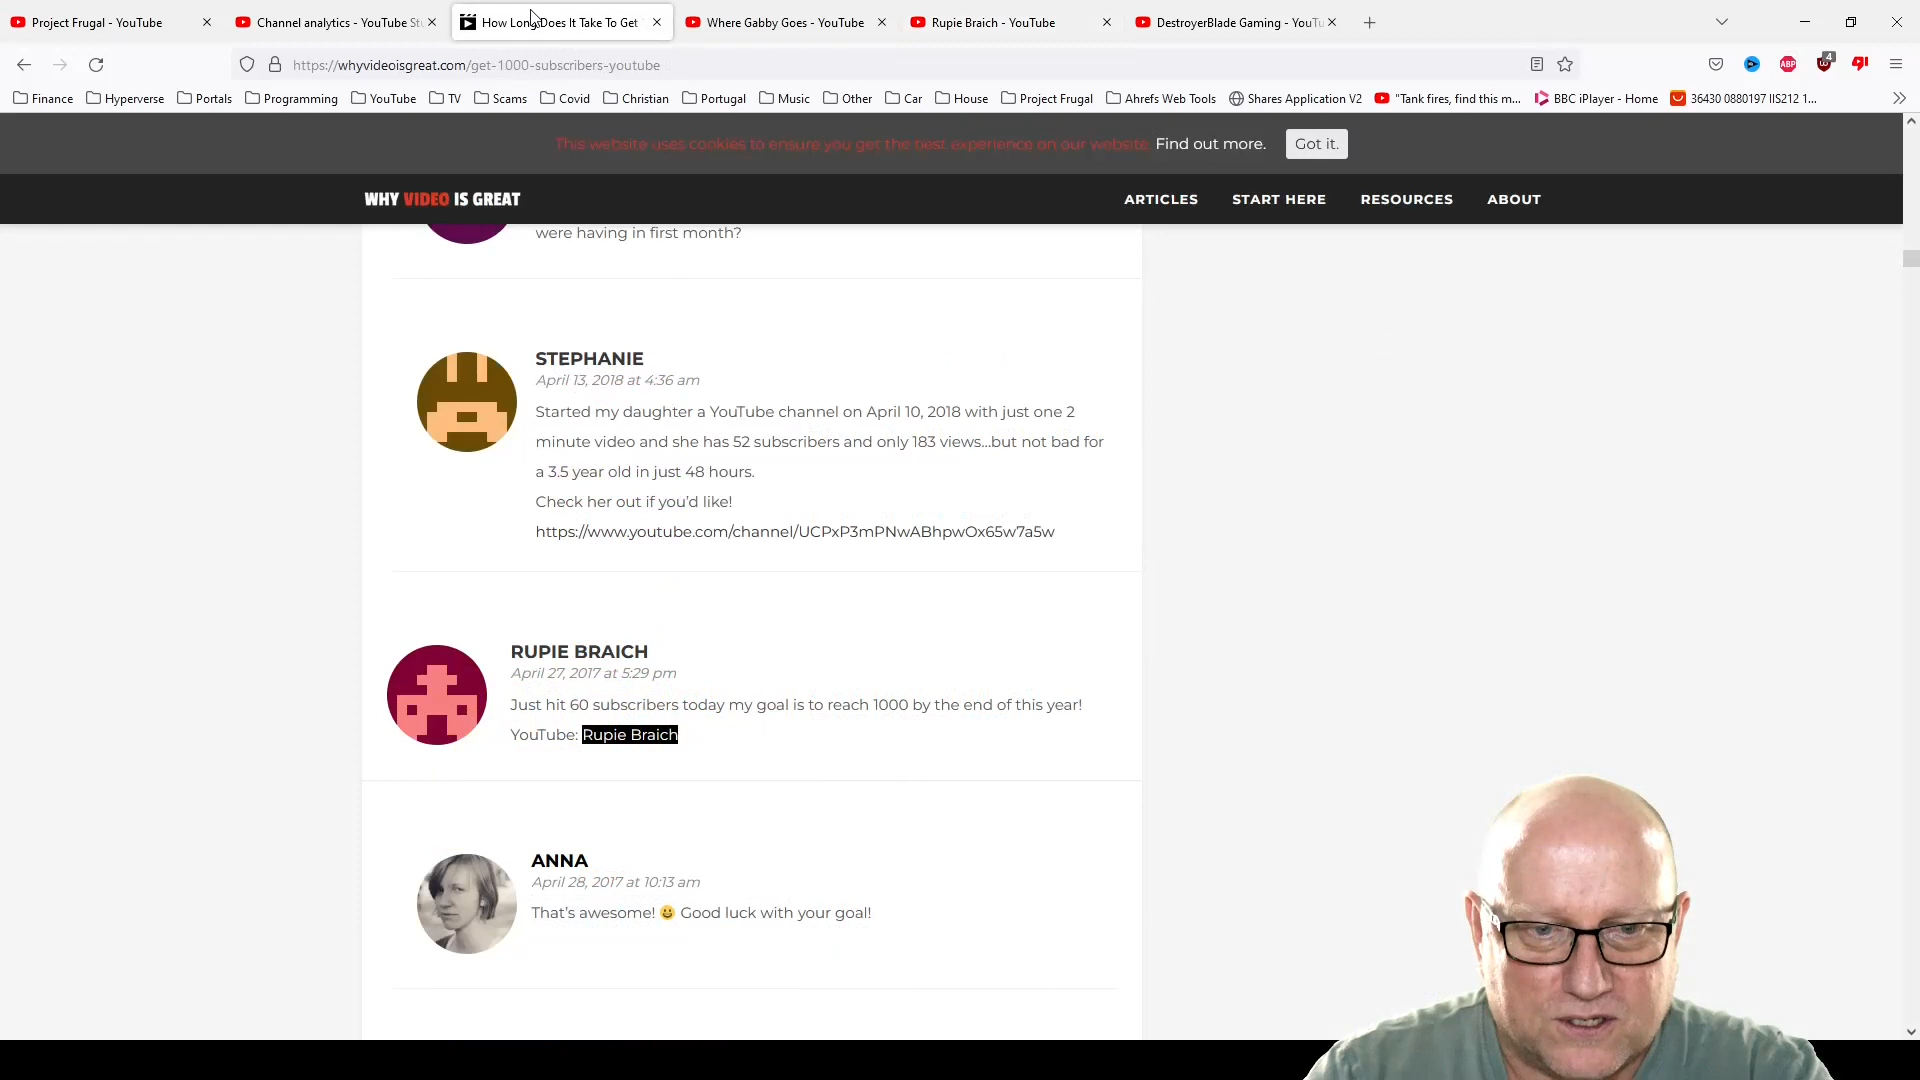 Project Frugal - YouTube
Channel analytics - YouTube Stu
How Long Does It Take To Get
Where Gabby Goes - YouTube
Rupie Braich - YouTube
DestroyerBlade Gaming - YouTu
https://whyvideoisgreat.com/get-1000-subscribers-youtube
ABP
4
Finance
Hyperverse
Portals
Programming
YouTube
TV
Scams
Covid
Christian
Portugal
Music
Other
Car
House
Project Frugal
Ahrefs Web Tools
Shares Application V2
"Tank fires, find this m...
BBC iPlayer - Home
36430 0880197 IIS212 1...
This website uses cookies to ensure you get the best experience on our website. Find out more. Got it.
WHY VIDEO IS GREAT
ARTICLES
START HERE
RESOURCES
ABOUT
were having in first month?
STEPHANIE
April 13, 2018 at 4:36 am
Started my daughter a YouTube channel on April 10, 2018 with just one 2
minute video and she has 52 subscribers and only 183 views...but not bad for
a 3.5 year old in just 48 hours.
Check her out if you'd like!
https://www.youtube.com/channel/UCPxP3mPNwABhpwOx65w7a5w
RUPIE BRAICH
April 27, 2017 at 5:29 pm
Just hit 60 subscribers today my goal is to reach 1000 by the end of this year!
YouTube: Rupie Braich
ANNA
April 28, 2017 at 10:13 am
That's awesome! 😀 Good luck with your goal!